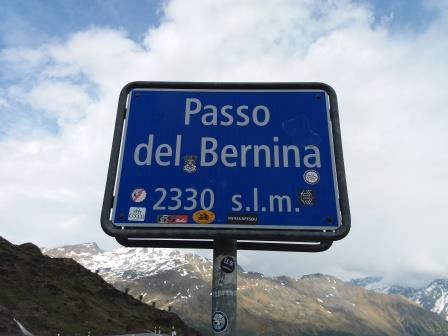 Passo
del Bernina
2330 s.l.m.